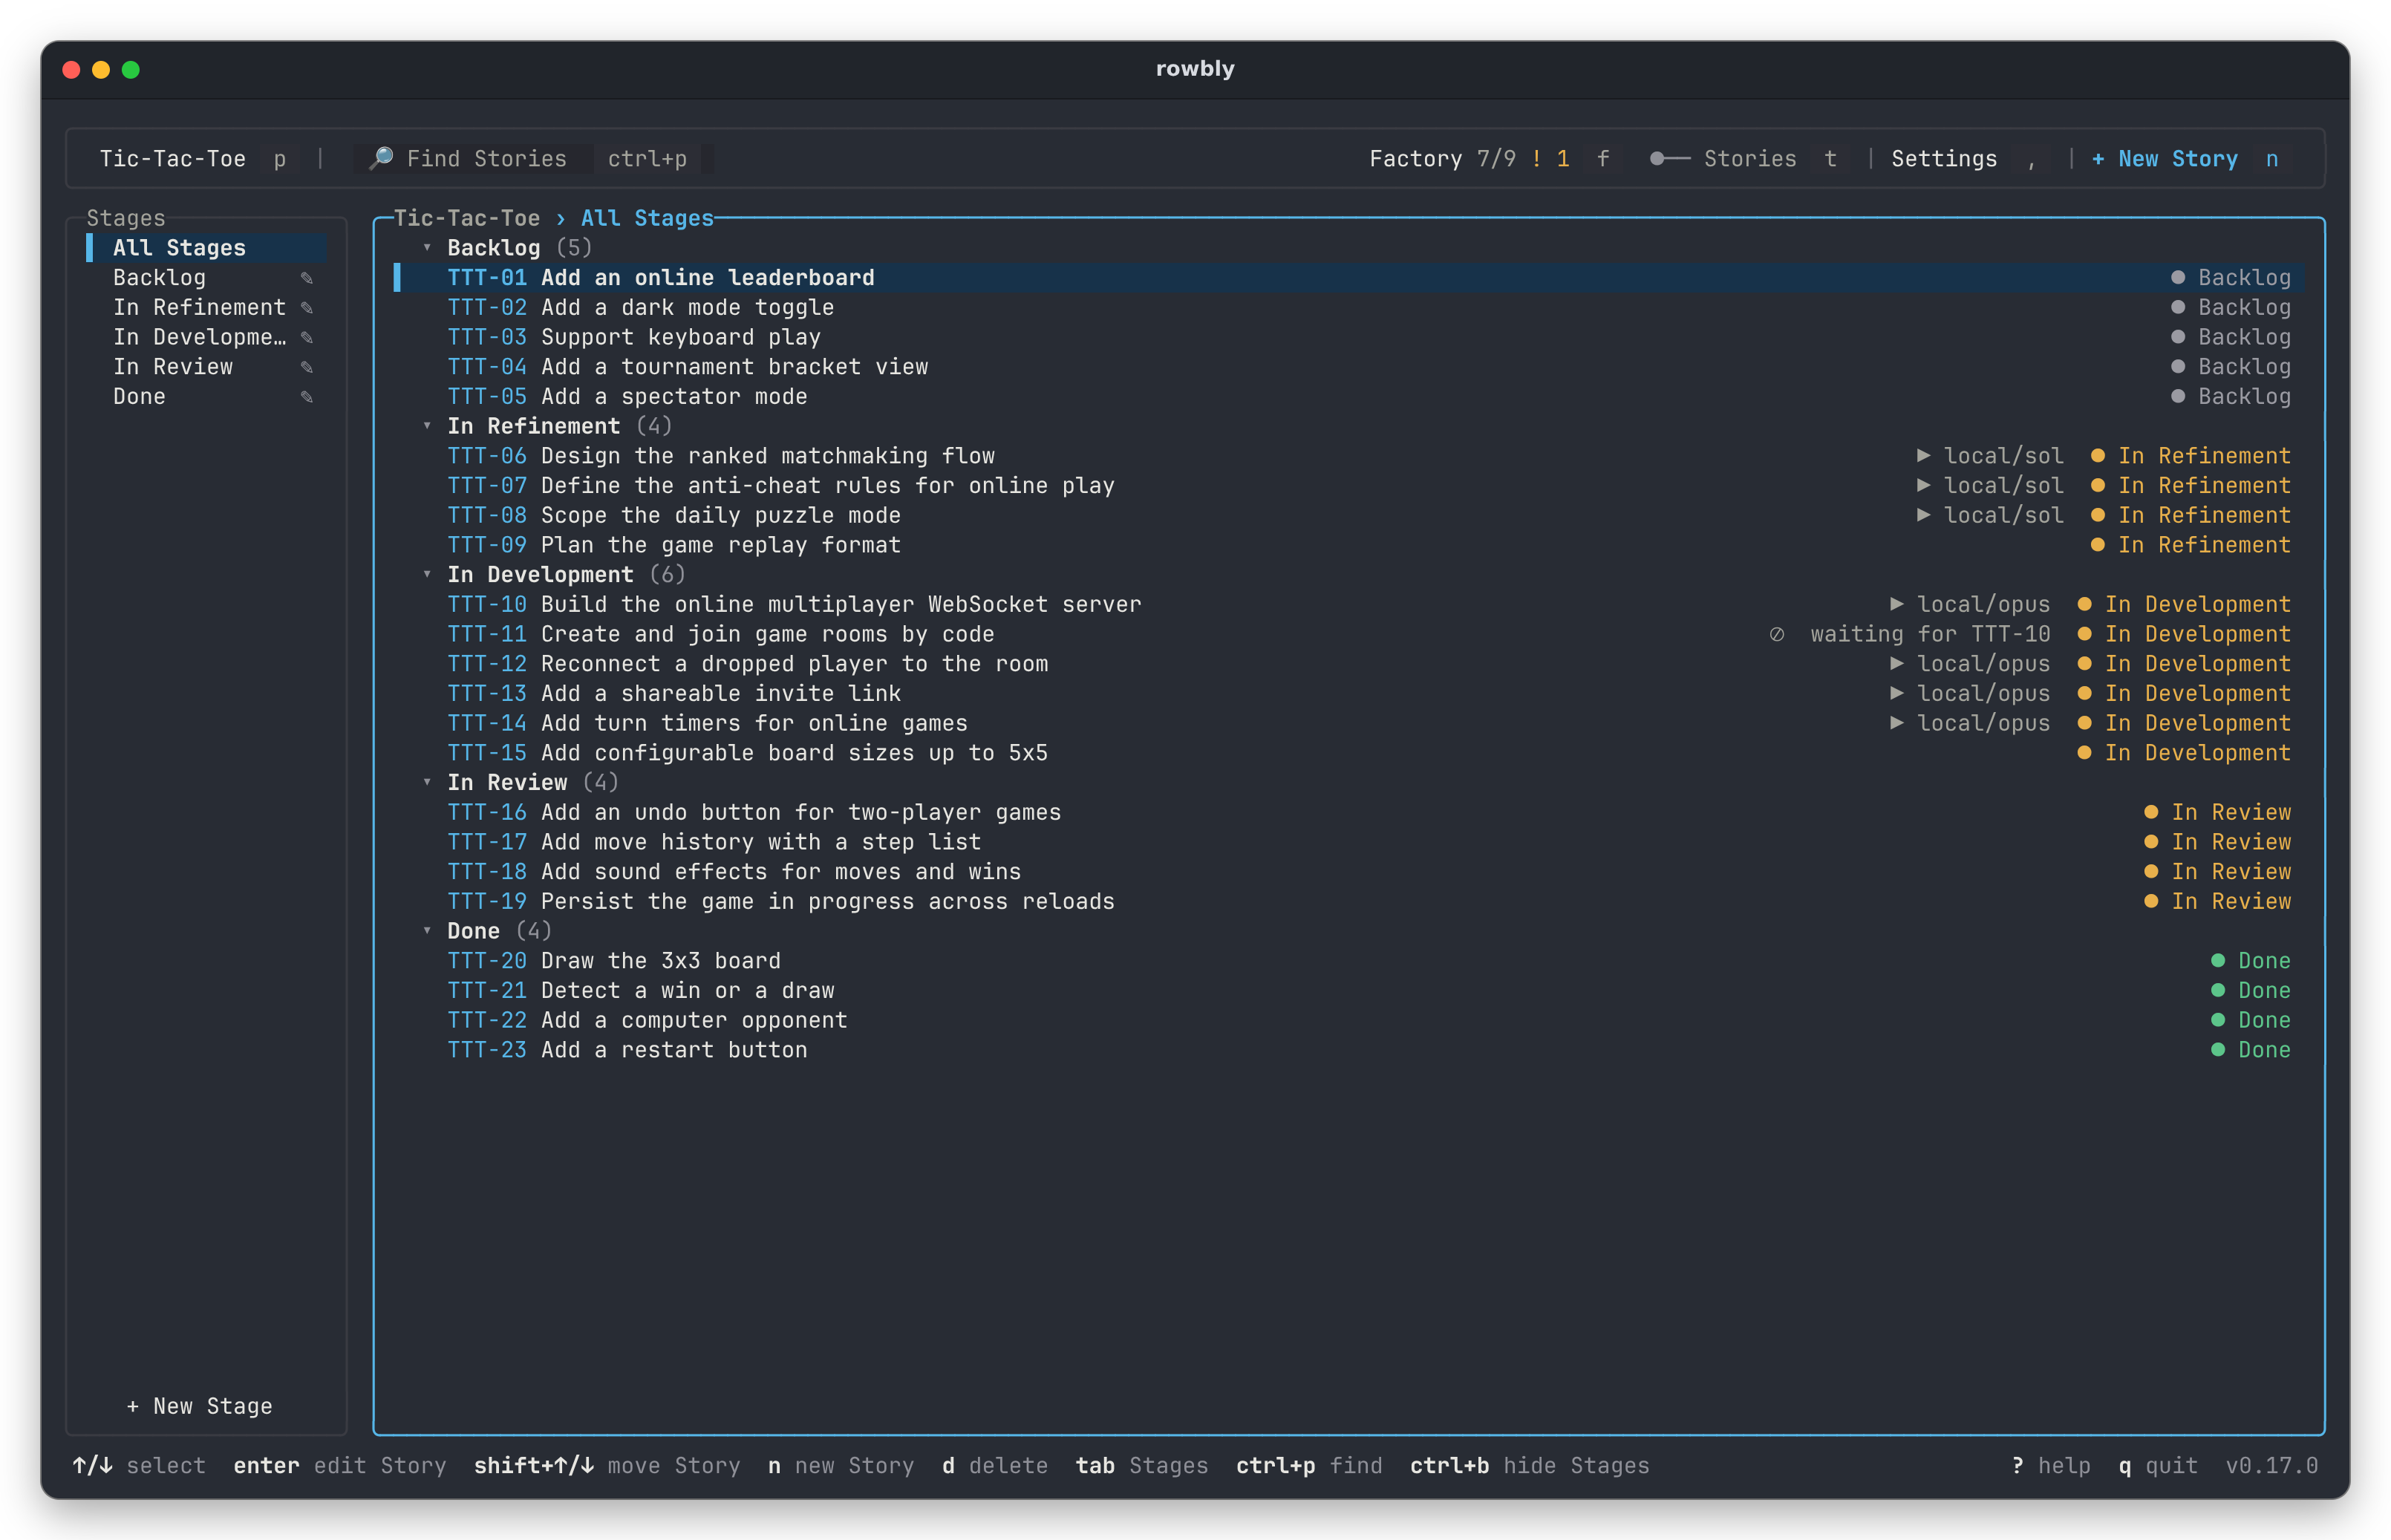 rowbly
Tic-Tac-Toe p | 🔎 Find Stories ctrl+p Factory 7/9 ! 1 f ●── Stories t | Settings , | + New Story n
Stages
All Stages
Backlog ✎
In Refinement ✎
In Developme… ✎
In Review ✎
Done ✎
+ New Stage
Tic-Tac-Toe › All Stages
▾ Backlog (5)
TTT-01 Add an online leaderboard ● Backlog
TTT-02 Add a dark mode toggle ● Backlog
TTT-03 Support keyboard play ● Backlog
TTT-04 Add a tournament bracket view ● Backlog
TTT-05 Add a spectator mode ● Backlog
▾ In Refinement (4)
TTT-06 Design the ranked matchmaking flow ▶ local/sol ● In Refinement
TTT-07 Define the anti-cheat rules for online play ▶ local/sol ● In Refinement
TTT-08 Scope the daily puzzle mode ▶ local/sol ● In Refinement
TTT-09 Plan the game replay format ● In Refinement
▾ In Development (6)
TTT-10 Build the online multiplayer WebSocket server ▶ local/opus ● In Development
TTT-11 Create and join game rooms by code ⊘ waiting for TTT-10 ● In Development
TTT-12 Reconnect a dropped player to the room ▶ local/opus ● In Development
TTT-13 Add a shareable invite link ▶ local/opus ● In Development
TTT-14 Add turn timers for online games ▶ local/opus ● In Development
TTT-15 Add configurable board sizes up to 5x5 ● In Development
▾ In Review (4)
TTT-16 Add an undo button for two-player games ● In Review
TTT-17 Add move history with a step list ● In Review
TTT-18 Add sound effects for moves and wins ● In Review
TTT-19 Persist the game in progress across reloads ● In Review
▾ Done (4)
TTT-20 Draw the 3x3 board ● Done
TTT-21 Detect a win or a draw ● Done
TTT-22 Add a computer opponent ● Done
TTT-23 Add a restart button ● Done
↑/↓ select enter edit Story shift+↑/↓ move Story n new Story d delete tab Stages ctrl+p find ctrl+b hide Stages ? help q quit v0.17.0